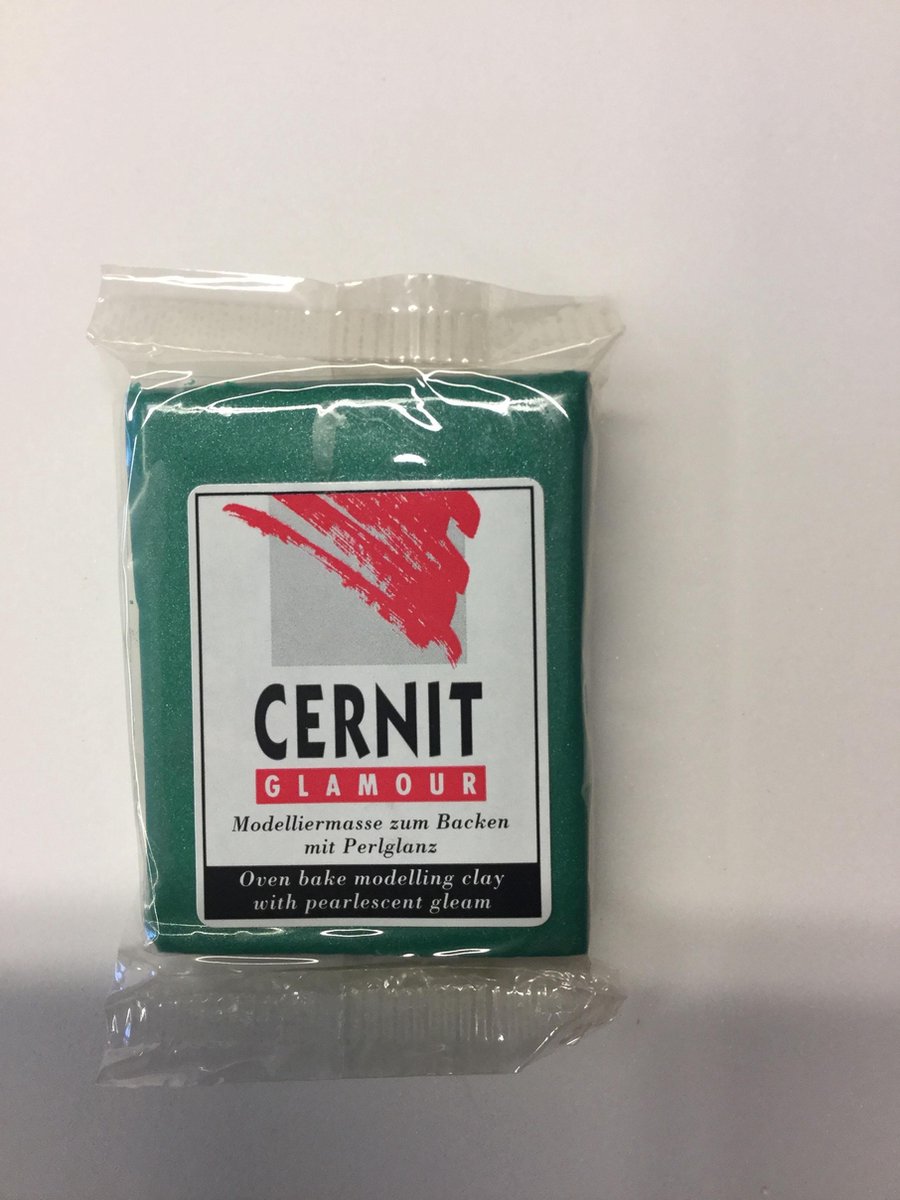 CERNIT
GLAMOUR
Modelliermasse zum Backen
mit Perlglanz
Oven bake modelling clay
with pearlescent gleam